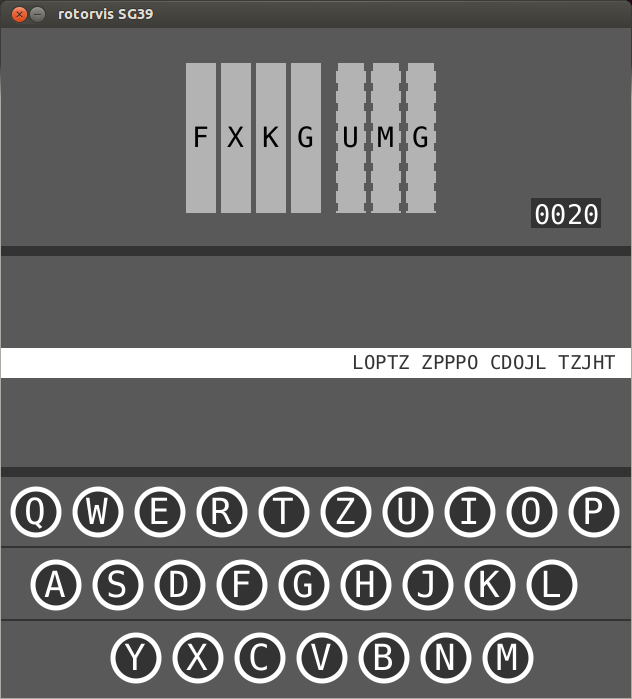 rotorvis SG39
F X K G U M G
0020
LOPTZ ZPPPO CDOJL TZJHT
Q W E R T Z U I O P
A S D F G H J K L
Y X C V B N M